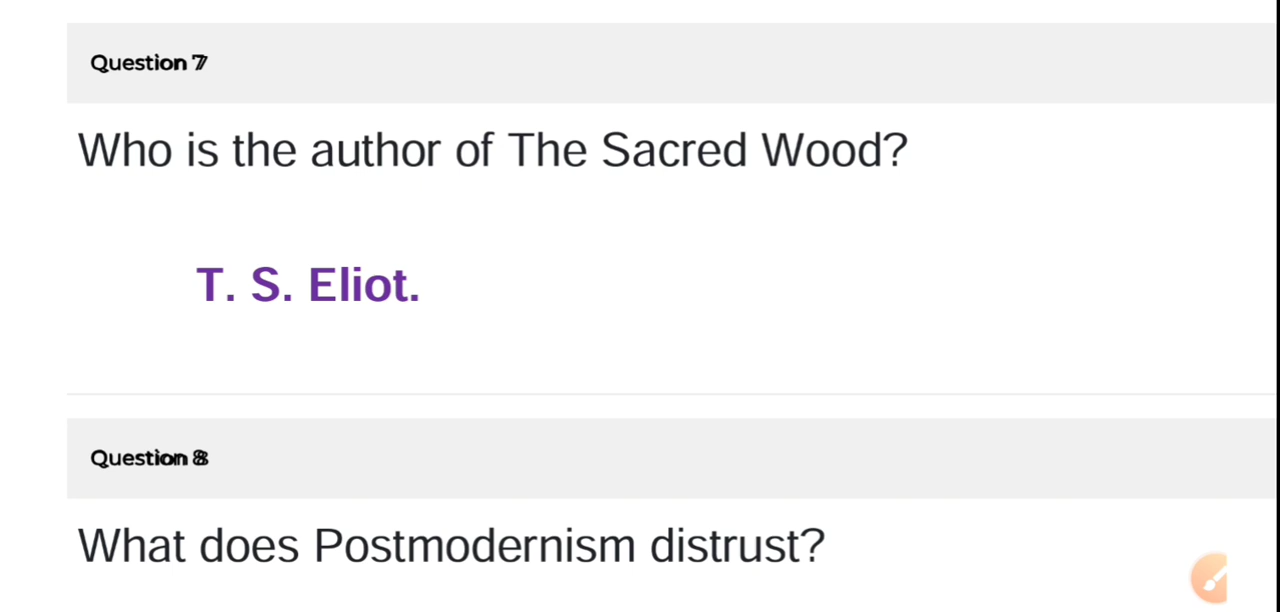 Question 7
Who is the author of The Sacred Wood?
T. S. Eliot.
Question 8
What does Postmodernism distrust?